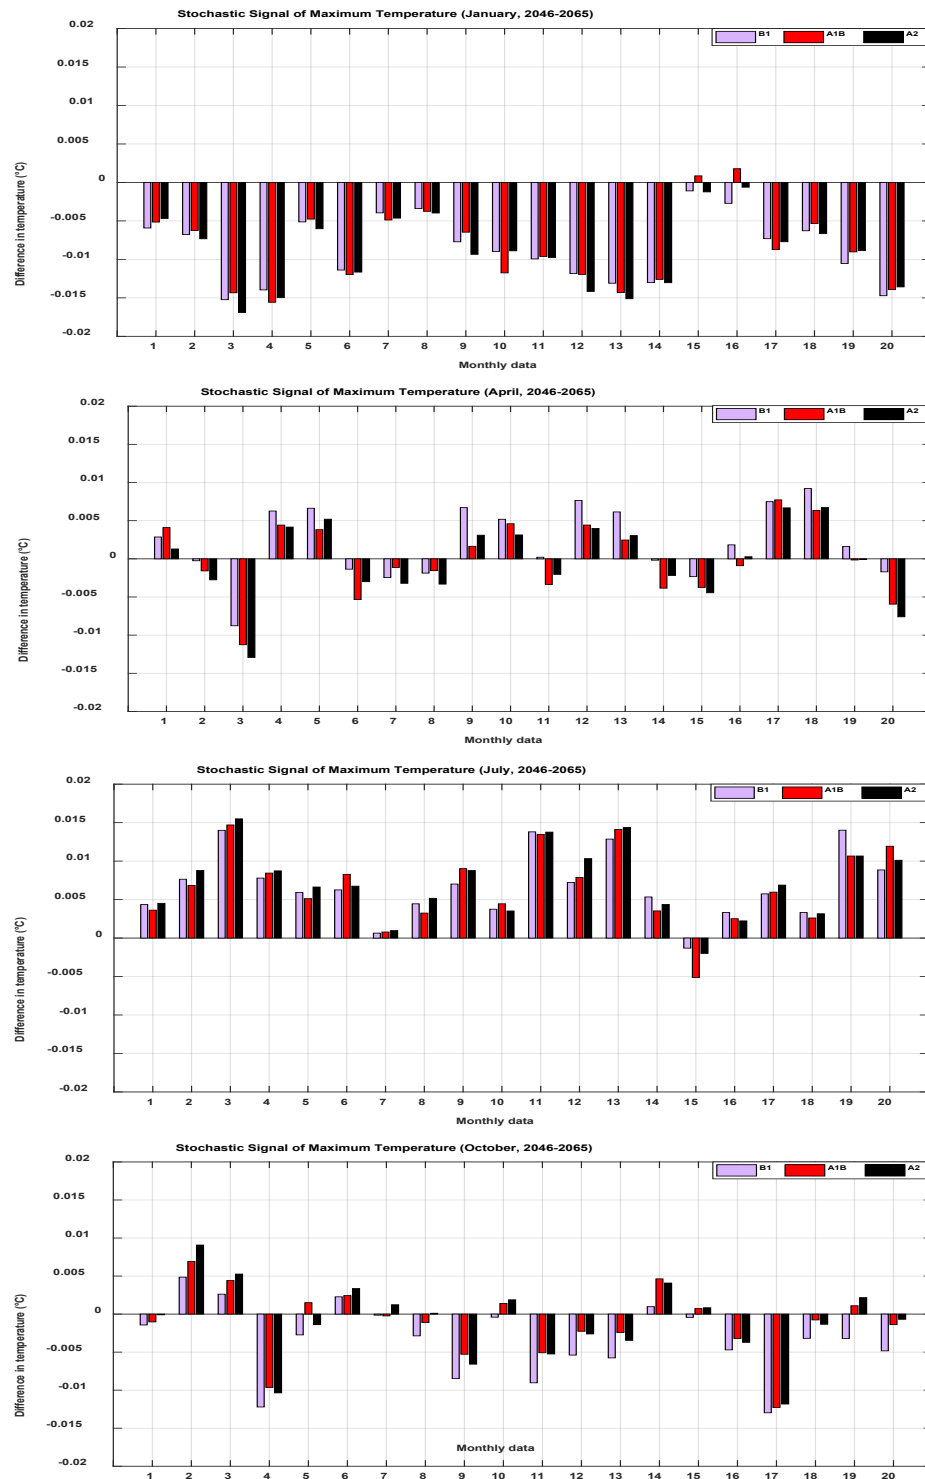 Stochastic Signal of Maximum Temperature (January, 2046-2065)
B1 A1B A2
0.02
0.015
0.01
0.005
0
-0.005
-0.01
-0.015
-0.02
Difference in temperature (°C)
1 2 3 4 5 6 7 8 9 10 11 12 13 14 15 16 17 18 19 20
Monthly data
Stochastic Signal of Maximum Temperature (April, 2046-2065)
B1 A1B A2
0.02
0.015
0.01
0.005
0
-0.005
-0.01
-0.015
-0.02
Difference in temperature (°C)
1 2 3 4 5 6 7 8 9 10 11 12 13 14 15 16 17 18 19 20
Monthly data
Stochastic Signal of Maximum Temperature (July, 2046-2065)
B1 A1B A2
0.02
0.015
0.01
0.005
0
-0.005
-0.01
-0.015
-0.02
Difference in temperature (°C)
1 2 3 4 5 6 7 8 9 10 11 12 13 14 15 16 17 18 19 20
Monthly data
Stochastic Signal of Maximum Temperature (October, 2046-2065)
B1 A1B A2
0.02
0.015
0.01
0.005
0
-0.005
-0.01
-0.015
-0.02
Difference in temperature (°C)
Monthly data
1 2 3 4 5 6 7 8 9 10 11 12 13 14 15 16 17 18 19 20